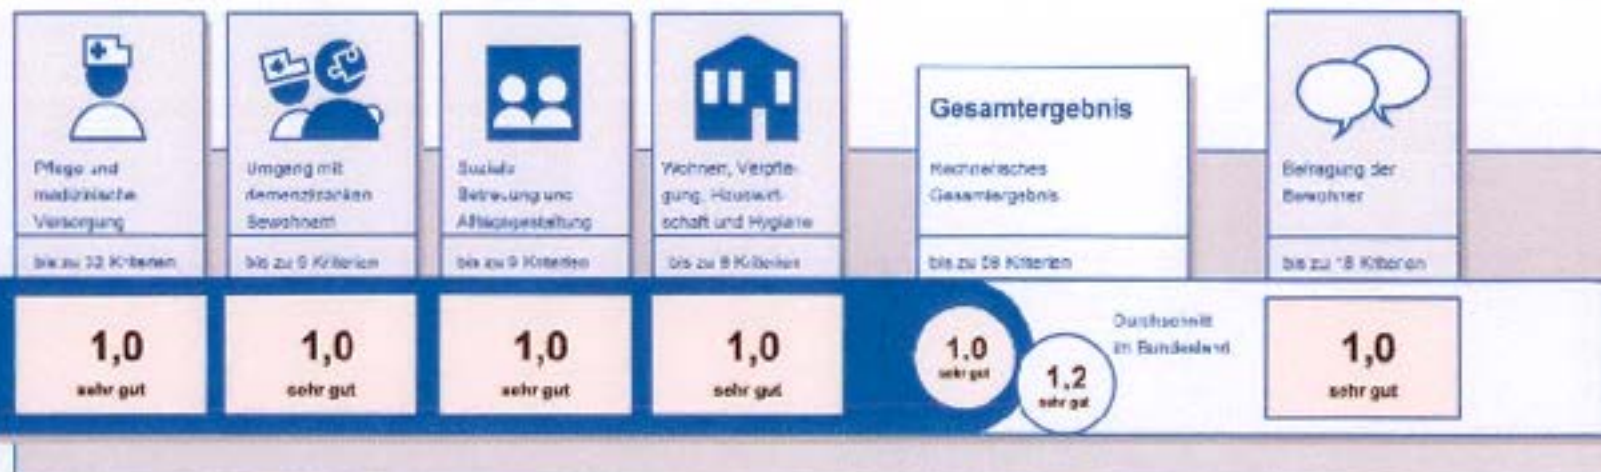 Pflege und
medizinische
Versorgung
bis zu 32 Kriterien
1,0
sehr gut
Umgang mit
demenzkranken
Bewohnern
bis zu 9 Kriterien
1,0
sehr gut
Soziale
Betreuung und
Alltagsgestaltung
bis zu 9 Kriterien
1,0
sehr gut
Wohnen, Verpfle-
gung, Hauswirt-
schaft und Hygiene
bis zu 9 Kriterien
1,0
sehr gut
Gesamtergebnis
Rechnerisches
Gesamtergebnis
bis zu 59 Kriterien
1.0
sehr gut
1.2
sehr gut
Durchschnitt
im Bundesland
Befragung der
Bewohner
bis zu 18 Kriterien
1,0
sehr gut